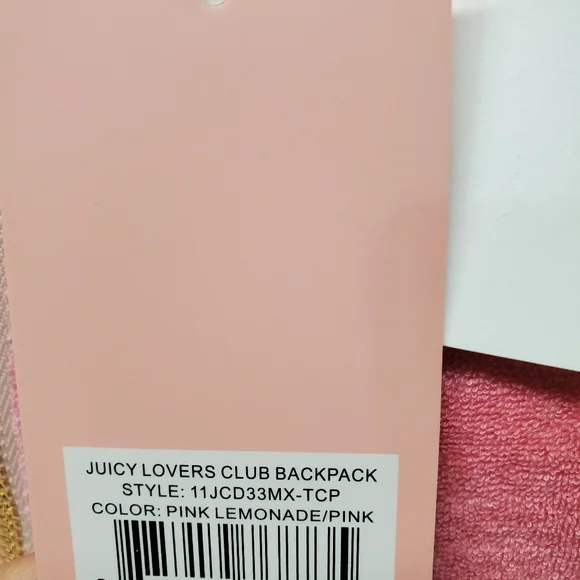 JUICY LOVERS CLUB BACKPACK
STYLE: 11JCD33MX-TCP
COLOR: PINK LEMONADE/PINK